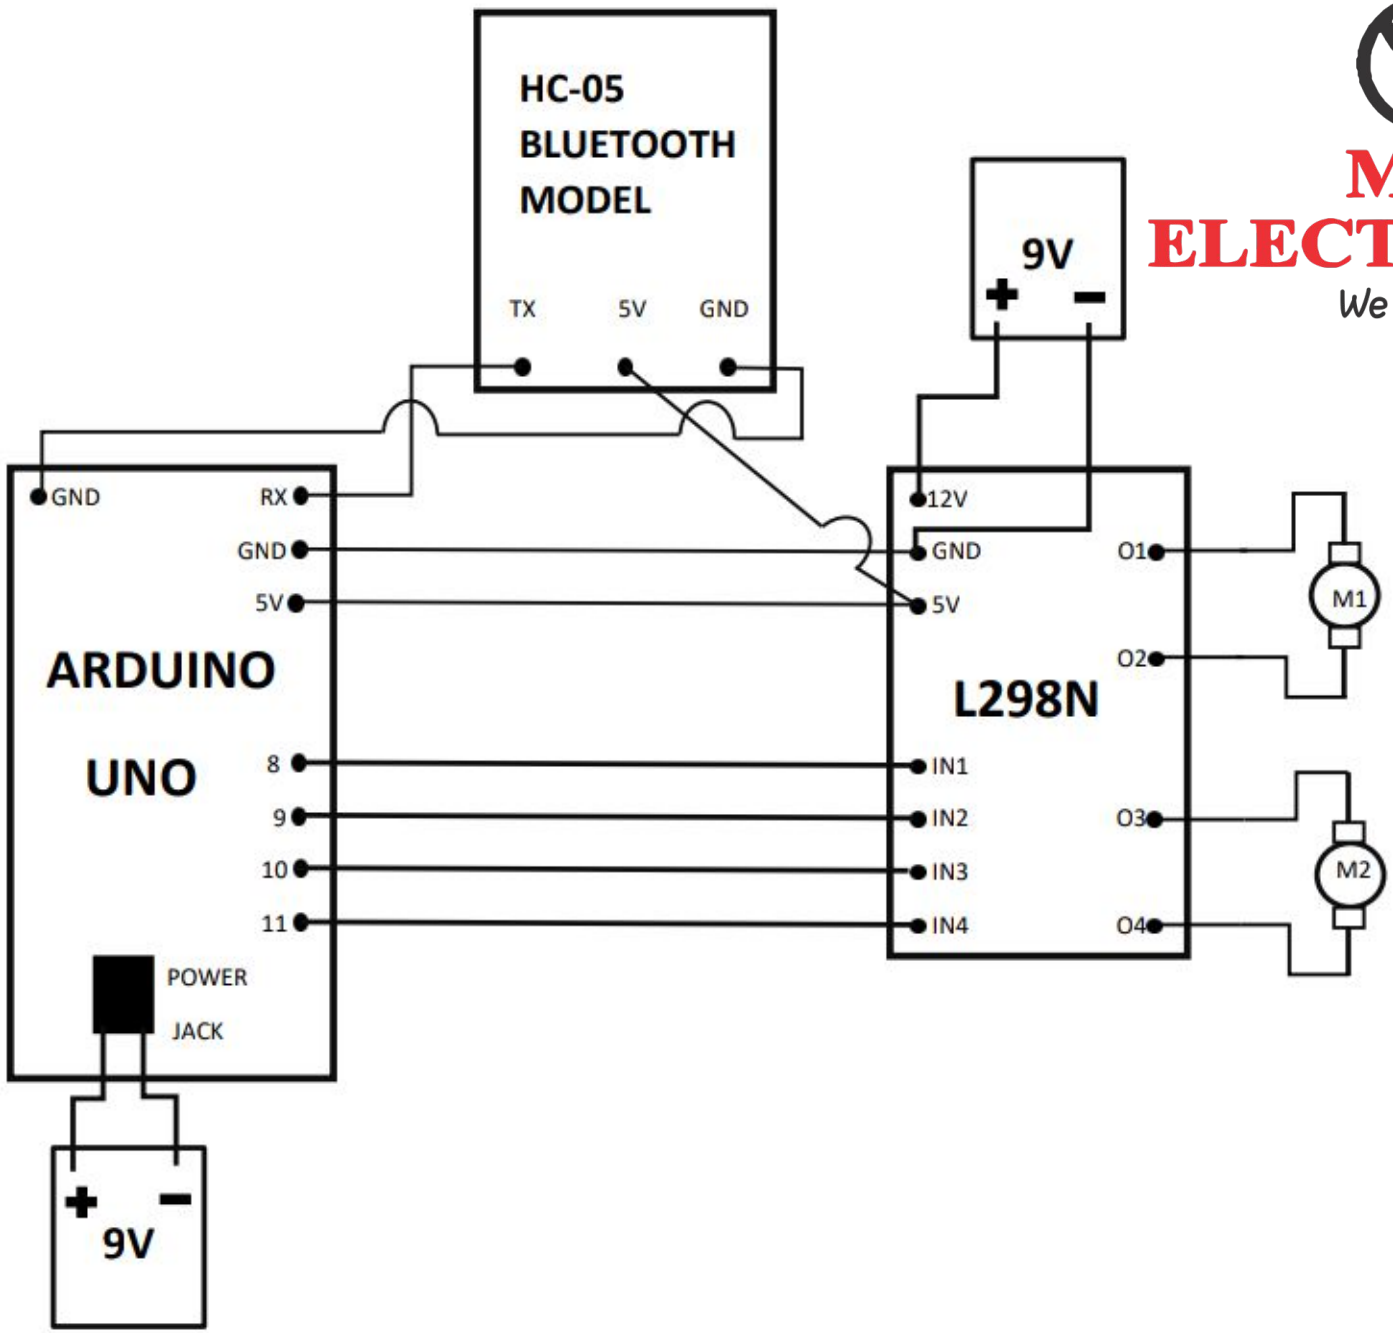 HC-05
BLUETOOTH
MODEL
TX 5V GND
9V
+ -
ELECT
We
GND RX
GND
5V
ARDUINO
UNO
8
9
10
11
POWER
JACK
+ -
9V
12V
GND
5V
L298N
IN1
IN2
IN3
IN4
O1
O2
O3
O4
M1
M2